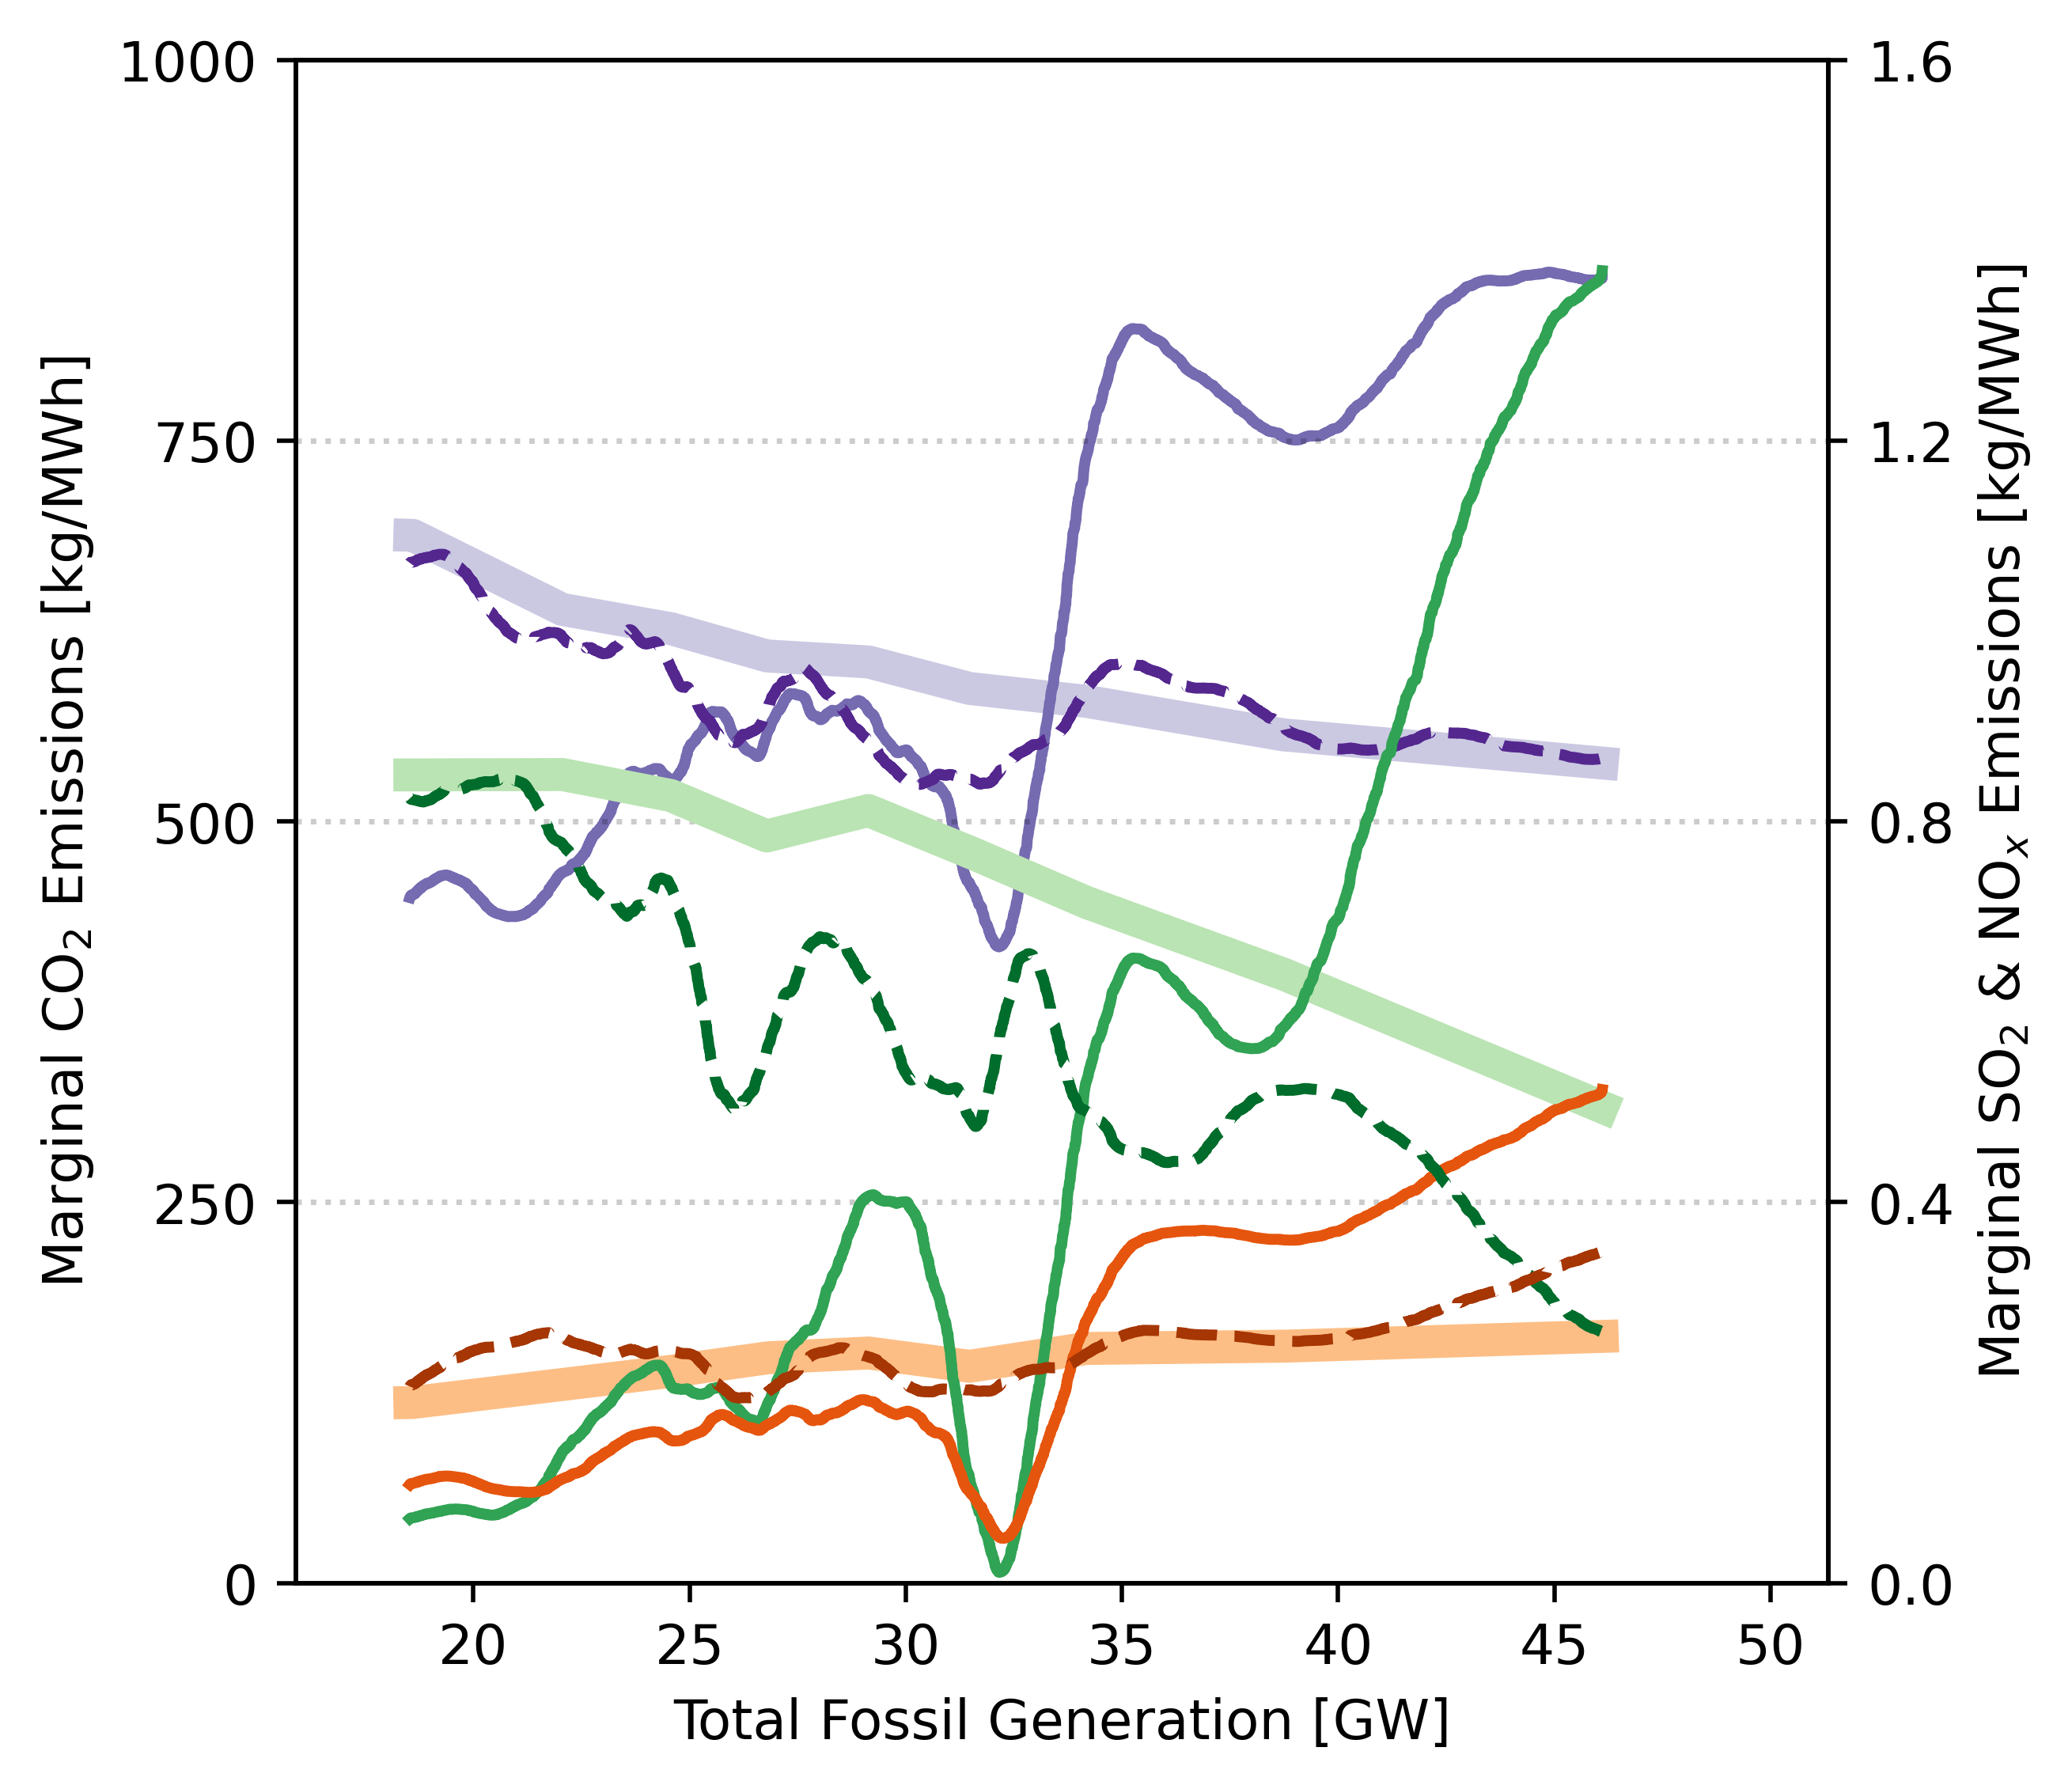 1000
750
500
250
0
Marginal CO₂ Emissions [kg/MWh]
1.6
1.2
0.8
0.4
0.0
Marginal SO₂ & NOₓ Emissions [kg/MWh]
20 25 30 35 40 45 50
Total Fossil Generation [GW]